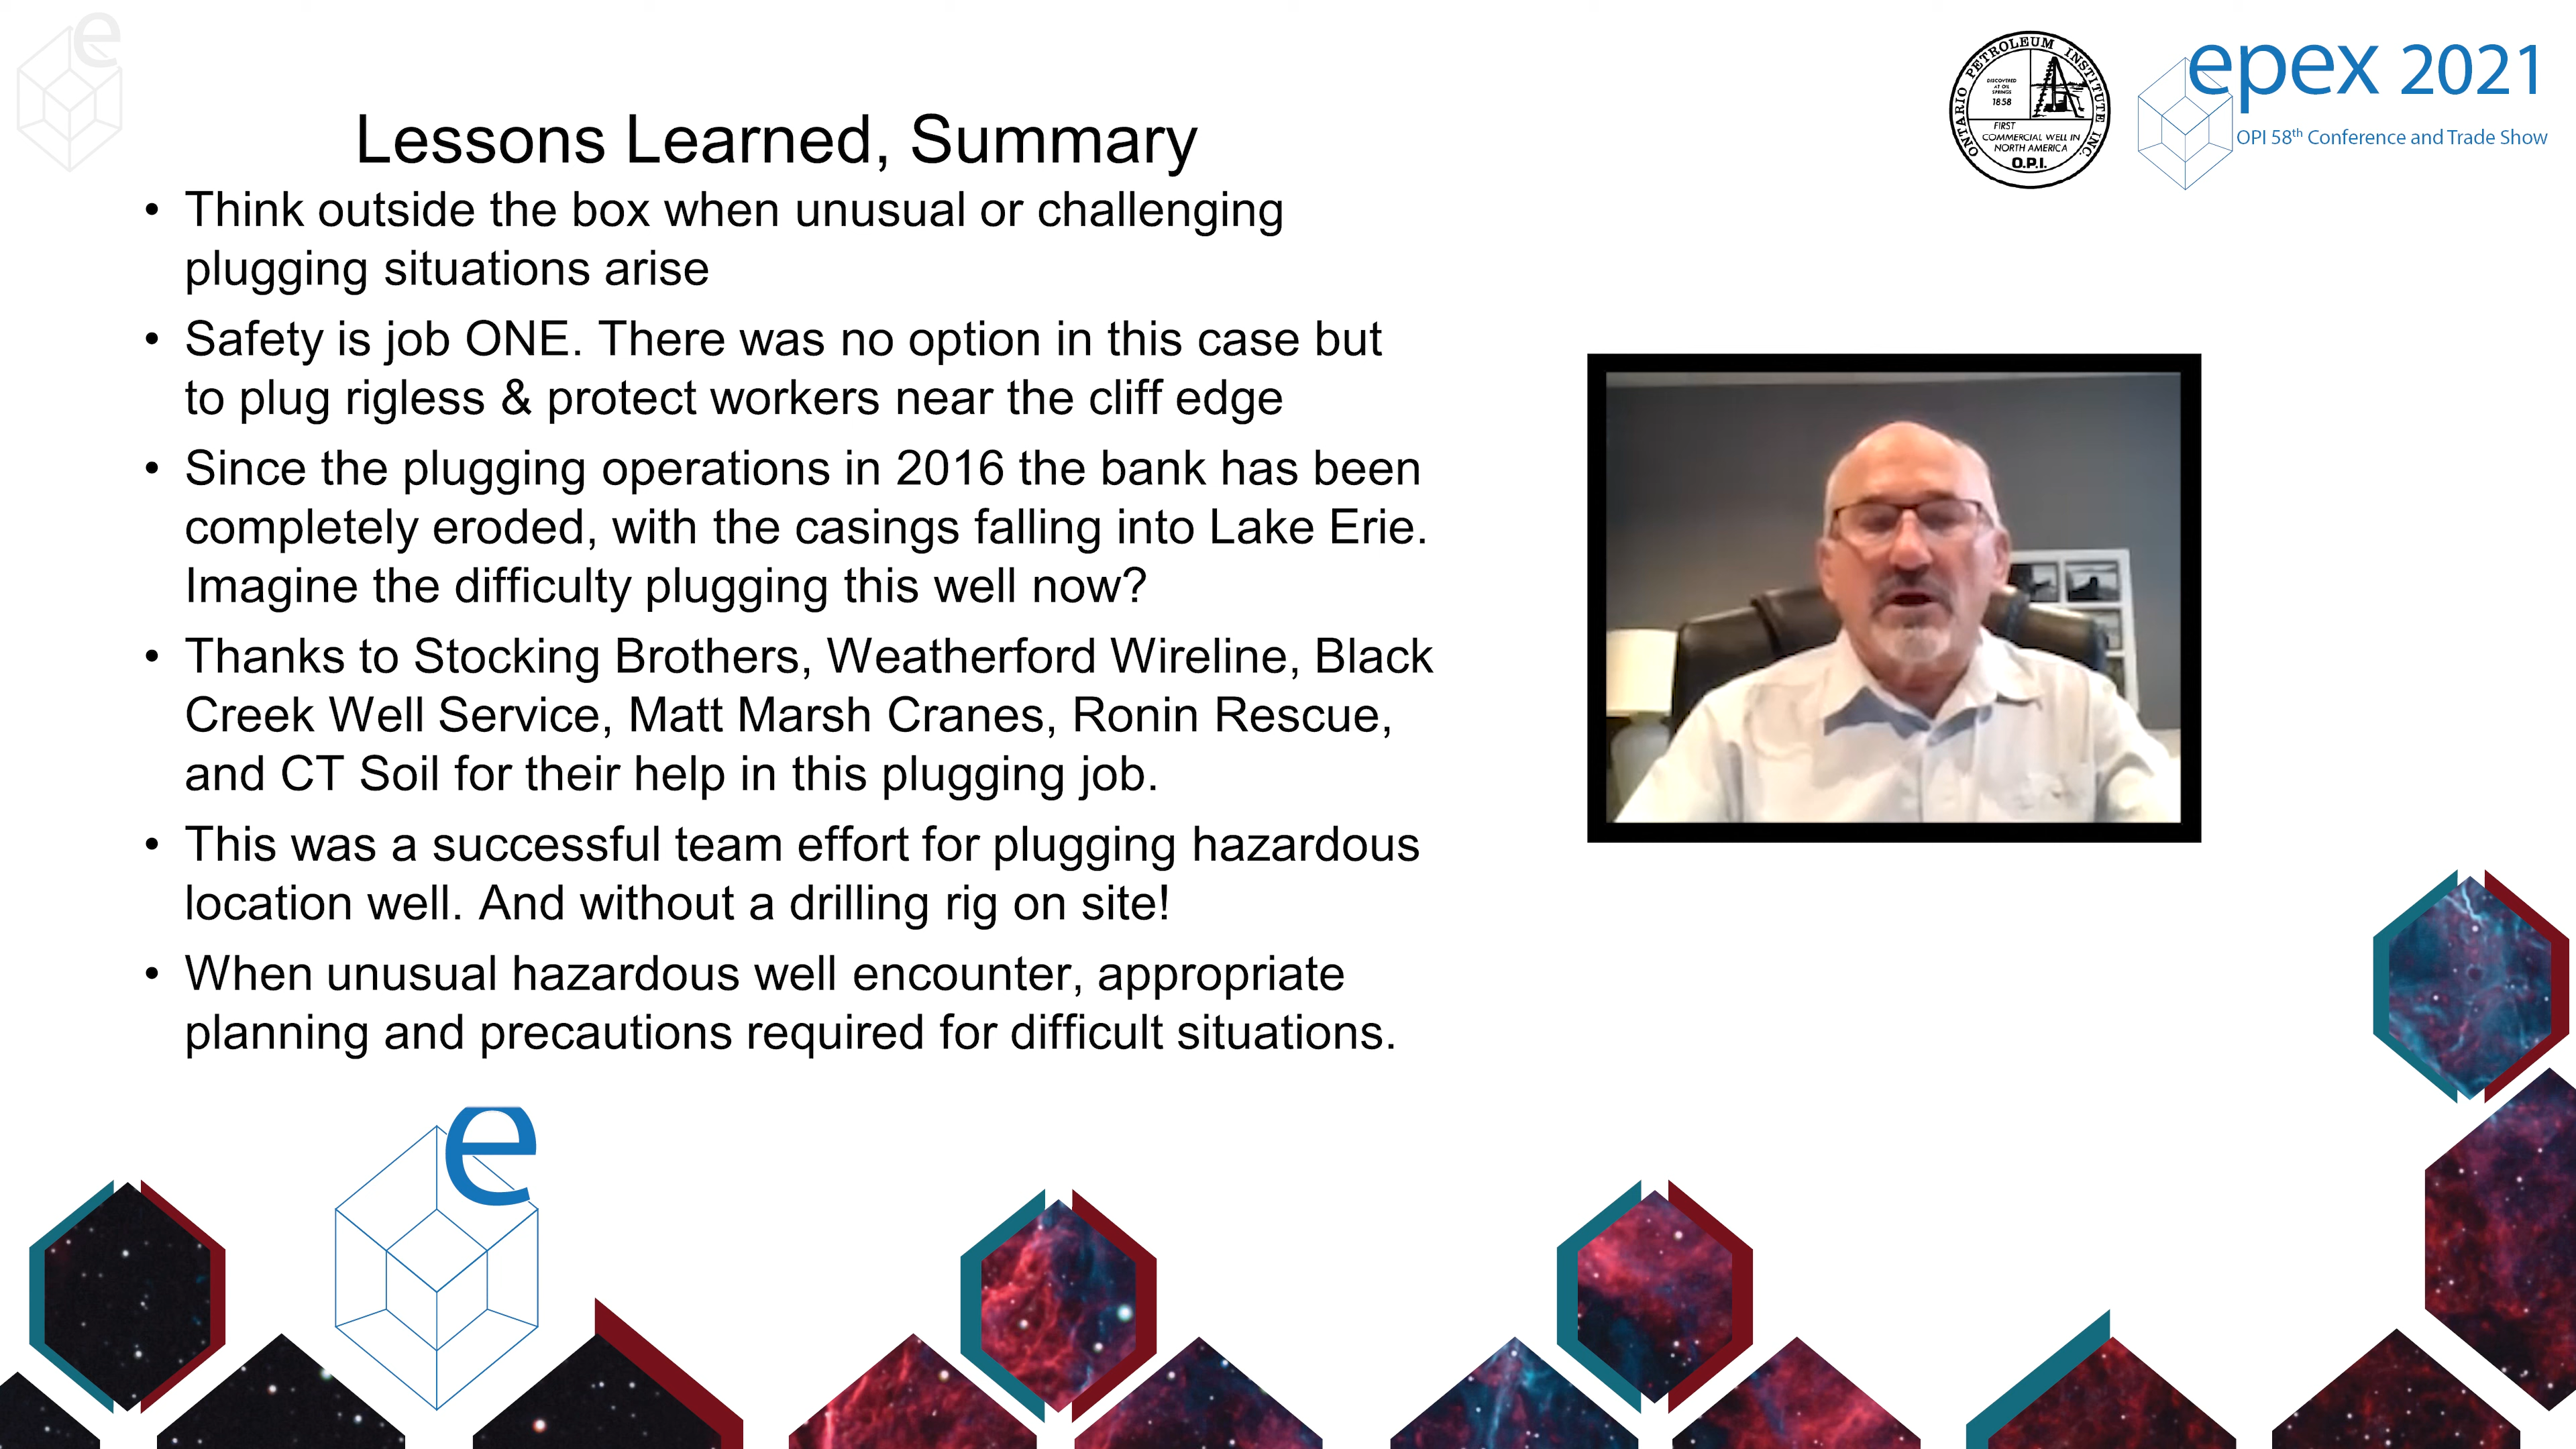 e
ONTARIO PETROLEUM INSTITUTE INC.
DISCOVERED
AT OIL
SPRINGS
1858
FIRST
COMMERCIAL WELL IN
NORTH AMERICA
O.P.I.
epex 2021
OPI 58th Conference and Trade Show
Lessons Learned, Summary
• Think outside the box when unusual or challenging
plugging situations arise
• Safety is job ONE. There was no option in this case but
to plug rigless & protect workers near the cliff edge
• Since the plugging operations in 2016 the bank has been
completely eroded, with the casings falling into Lake Erie.
Imagine the difficulty plugging this well now?
• Thanks to Stocking Brothers, Weatherford Wireline, Black
Creek Well Service, Matt Marsh Cranes, Ronin Rescue,
and CT Soil for their help in this plugging job.
• This was a successful team effort for plugging hazardous
location well. And without a drilling rig on site!
• When unusual hazardous well encounter, appropriate
planning and precautions required for difficult situations.
e